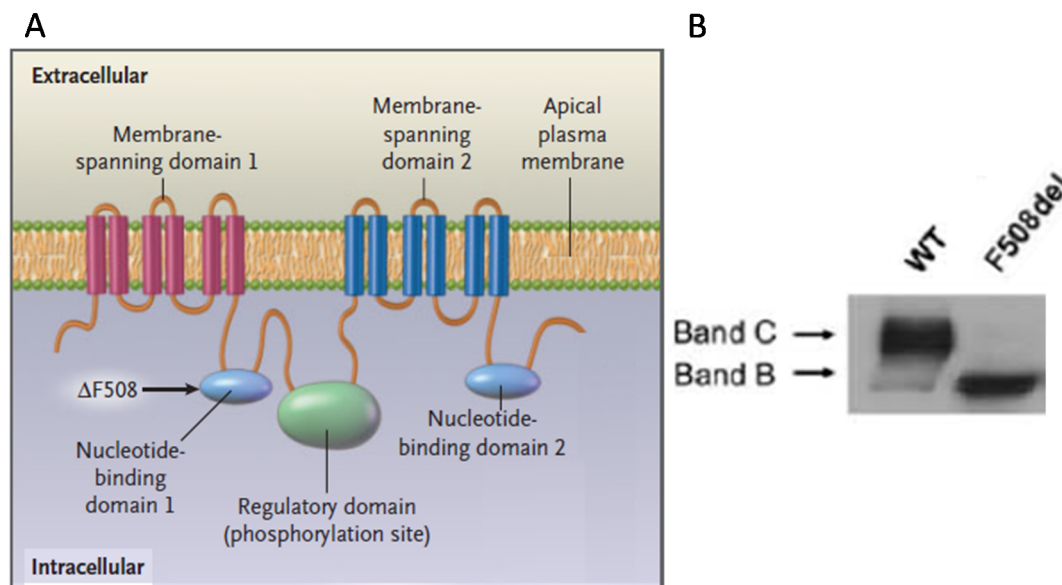 A
Extracellular
Membrane-
spanning domain 1
Membrane-
spanning
domain 2
Apical
plasma
membrane
ΔF508
Nucleotide-
binding
domain 1
Regulatory domain
(phosphorylation site)
Nucleotide-
binding domain 2
Intracellular
B
WT
F508del
Band C
Band B